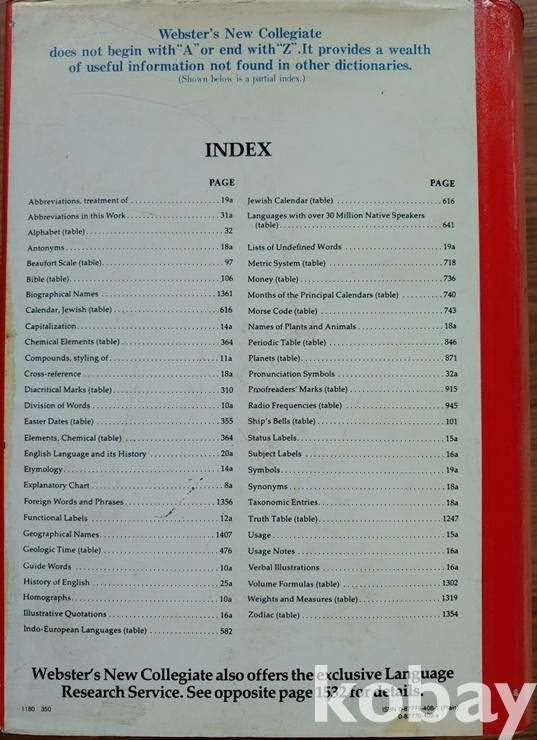 Webster's New Collegiate
does not begin with "A" or end with "Z". It provides a wealth
of useful information not found in other dictionaries.
(Shown below is a partial index.)
INDEX
PAGE
Abbreviations, treatment of 19a
Abbreviations in this Work 31a
Alphabet (table) 32
Antonyms 18a
Beaufort Scale (table) 97
Bible (table) 106
Biographical Names 1361
Calendar, Jewish (table) 616
Capitalization 14a
Chemical Elements (table) 364
Compounds, styling of 11a
Cross-reference 18a
Diacritical Marks (table) 310
Division of Words 10a
Easter Dates (table) 355
Elements, Chemical (table) 364
English Language and its History 20a
Etymology 14a
Explanatory Chart 8a
Foreign Words and Phrases 1356
Functional Labels 12a
Geographical Names 1407
Geologic Time (table) 476
Guide Words 10a
History of English 25a
Homographs 10a
Illustrative Quotations 16a
Indo-European Languages (table) 582
PAGE
Jewish Calendar (table) 616
Languages with over 30 Million Native Speakers
(table) 641
Lists of Undefined Words 19a
Metric System (table) 718
Money (table) 736
Months of the Principal Calendars (table) 740
Morse Code (table) 743
Names of Plants and Animals 18a
Periodic Table (table) 846
Planets (table) 871
Pronunciation Symbols 32a
Proofreaders' Marks (table) 915
Radio Frequencies (table) 945
Ship's Bells (table) 101
Status Labels 15a
Subject Labels 16a
Symbols 19a
Synonyms 18a
Taxonomic Entries 18a
Truth Table (table) 1247
Usage 15a
Usage Notes 16a
Verbal Illustrations 16a
Volume Formulas (table) 1302
Weights and Measures (table) 1319
Zodiac (table) 1354
Webster's New Collegiate also offers the exclusive Language
Research Service. See opposite page 1532 for details.
1180 350
ISBN 0-87779-408-1 (Plain)
kobay